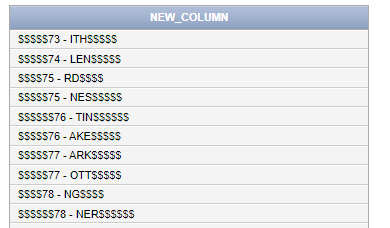 NEW_COLUMN
$$$$$73 - ITH$$$$$
$$$$$74 - LEN$$$$$
$$$$75 - RD$$$$
$$$$$75 - NES$$$$$
$$$$$$76 - TIN$$$$$$
$$$$$76 - AKE$$$$$
$$$$$77 - ARK$$$$$
$$$$$77 - OTT$$$$$
$$$$78 - NG$$$$
$$$$$$78 - NER$$$$$$